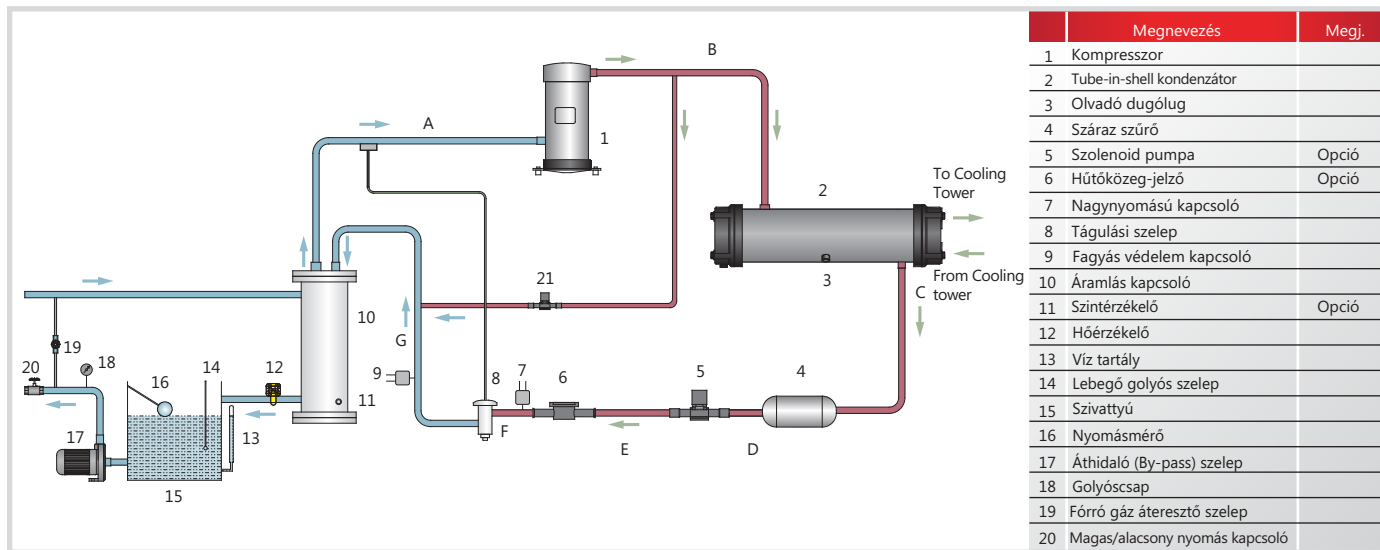 B
A
1
To Cooling
Tower
2
3
From Cooling
tower
C
21
10
G
19
20
18
14
12
16
9
11
8
7
6
5
4
13
F
E
D
17
15
Megnevezés Megj.
1 Kompresszor
2 Tube-in-shell kondenzátor
3 Olvadó dugólug
4 Száraz szűrő
5 Szolenoid pumpa Opció
6 Hűtőközeg-jelző Opció
7 Nagynyomású kapcsoló
8 Tágulási szelep
9 Fagyás védelem kapcsoló
10 Áramlás kapcsoló
11 Szintérzékelő Opció
12 Hőérzékelő
13 Víz tartály
14 Lebegő golyós szelep
15 Szivattyú
16 Nyomásmérő
17 Áthidaló (By-pass) szelep
18 Golyóscsap
19 Fórró gáz áteresztő szelep
20 Magas/alacsony nyomás kapcsoló